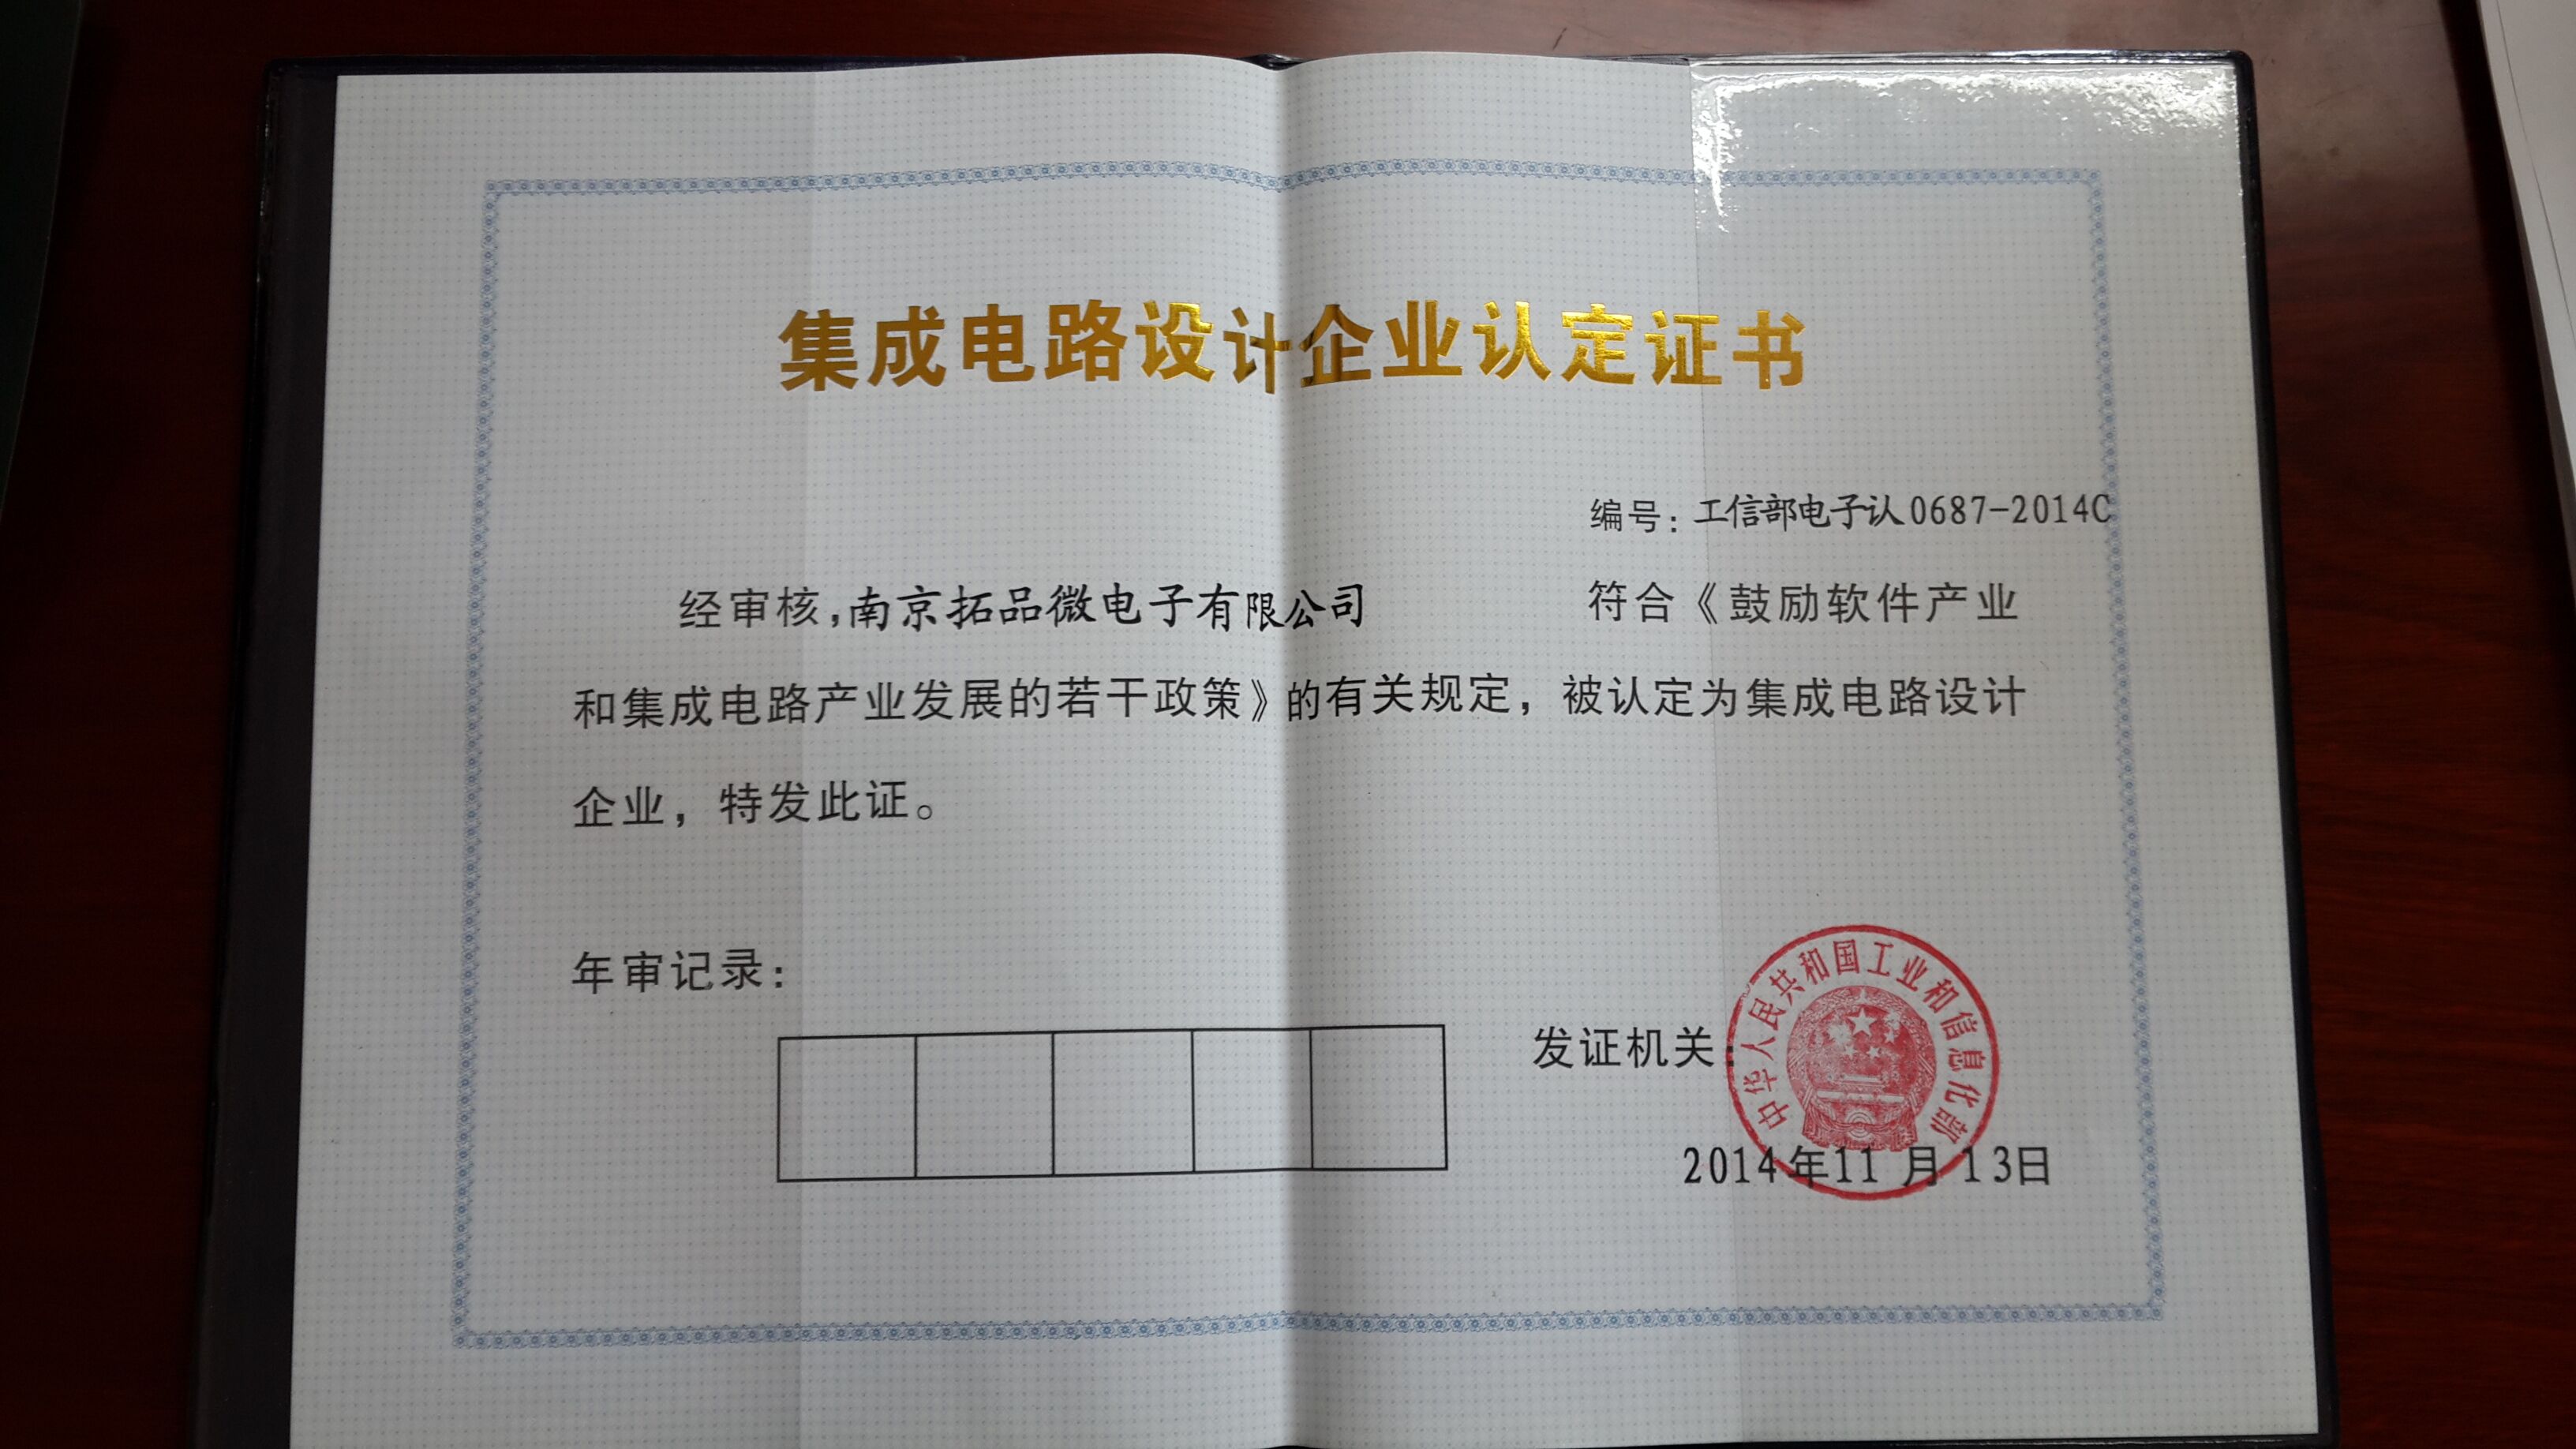 集成电路设计企业认定证书
编号：工信部电子认0687-2014C
经审核,南京拓品微电子有限公司 符合《鼓励软件产业
和集成电路产业发展的若干政策》的有关规定，被认定为集成电路设计
企业，特发此证。
年审记录：
发证机关：
中华人民共和国工业和信息化部
2014年11月13日